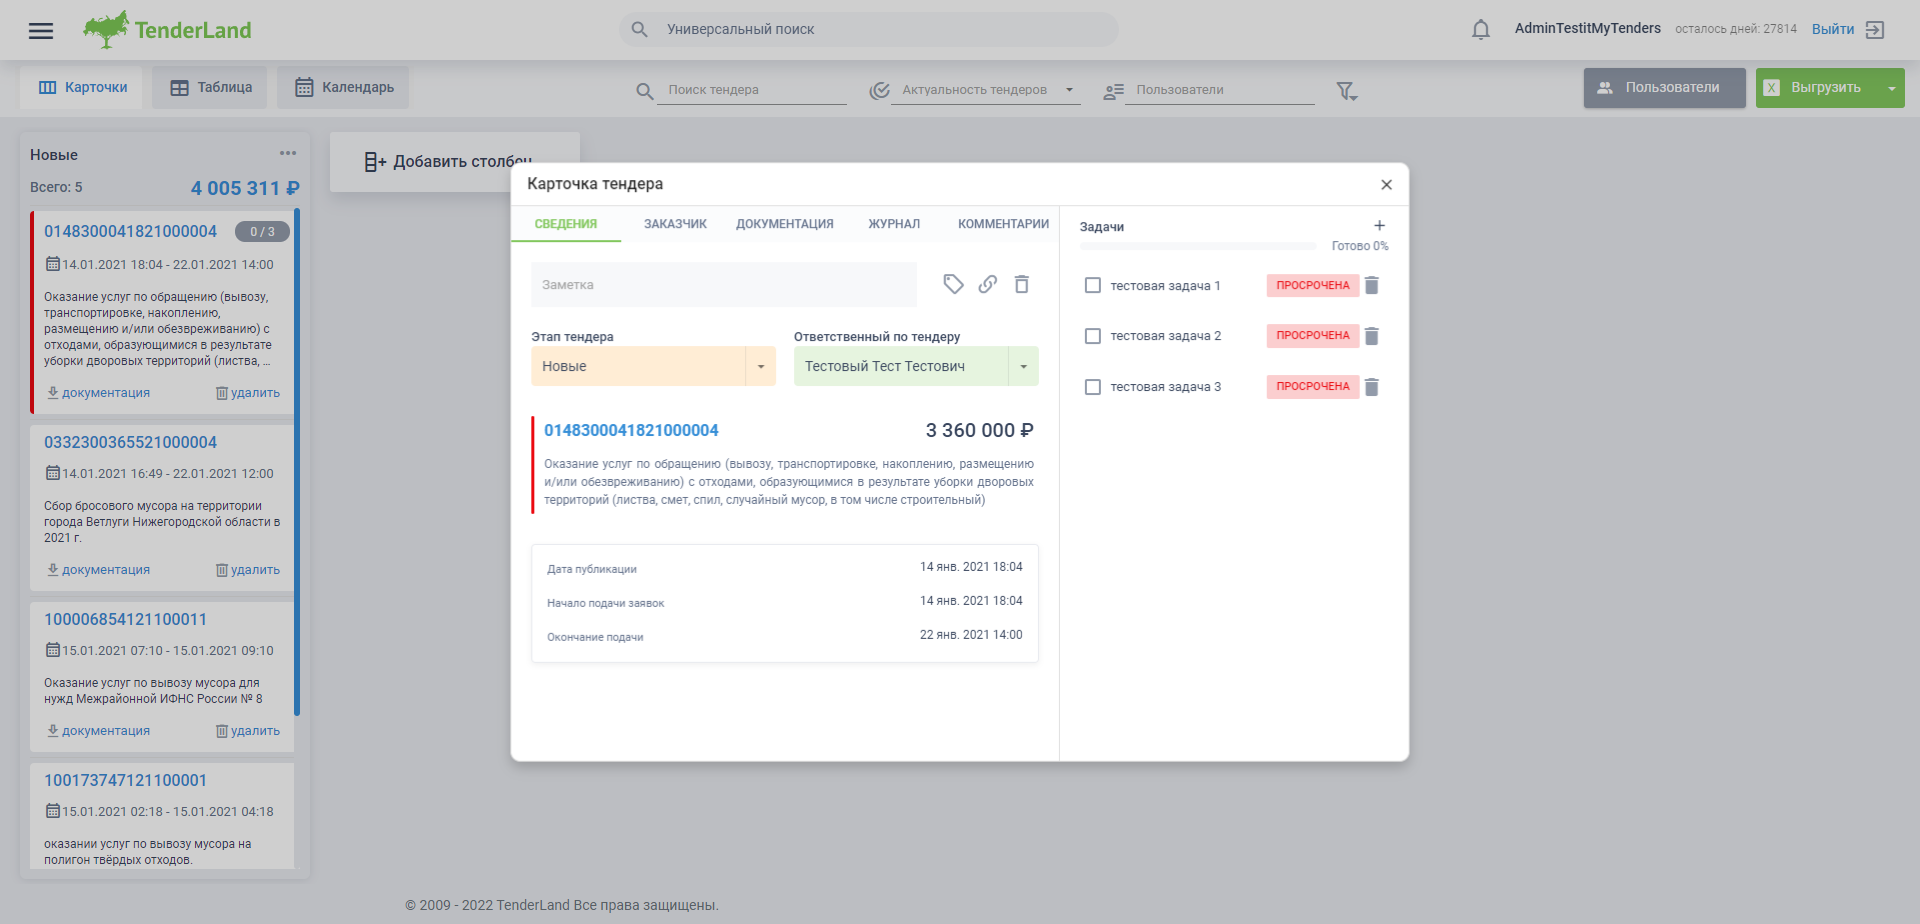 TenderLand
Универсальный поиск
AdminTestitMyTenders
осталось дней: 27814
Выйти
Карточки
Таблица
Календарь
Поиск тендера
Актуальность тендеров
Пользователи
Пользователи
Выгрузить
Новые
Всего: 5
4 005 311 ₽
0148300041821000004
0 / 3
14.01.2021 18:04 - 22.01.2021 14:00
Оказание услуг по обращению (вывозу,
транспортировке, накоплению,
размещению и/или обезвреживанию) с
отходами, образующимися в результате
уборки дворовых территорий (листва, ...
документация
удалить
0332300365521000004
14.01.2021 16:49 - 22.01.2021 12:00
Сбор бросового мусора на территории
города Ветлуги Нижегородской области в
2021 г.
документация
удалить
100006854121100011
15.01.2021 07:10 - 15.01.2021 09:10
Оказание услуг по вывозу мусора для
нужд Межрайонной ИФНС России № 8
документация
удалить
100173747121100001
15.01.2021 02:18 - 15.01.2021 04:18
оказании услуг по вывозу мусора на
полигон твёрдых отходов.
Добавить столбец
Карточка тендера
СВЕДЕНИЯ
ЗАКАЗЧИК
ДОКУМЕНТАЦИЯ
ЖУРНАЛ
КОММЕНТАРИИ
Заметка
Этап тендера
Ответственный по тендеру
Новые
Тестовый Тест Тестович
0148300041821000004
3 360 000 ₽
Оказание услуг по обращению (вывозу, транспортировке, накоплению, размещению
и/или обезвреживанию) с отходами, образующимися в результате уборки дворовых
территорий (листва, смет, спил, случайный мусор, в том числе строительный)
Дата публикации
14 янв. 2021 18:04
Начало подачи заявок
14 янв. 2021 18:04
Окончание подачи
22 янв. 2021 14:00
Задачи
Готово 0%
тестовая задача 1
ПРОСРОЧЕНА
тестовая задача 2
ПРОСРОЧЕНА
тестовая задача 3
ПРОСРОЧЕНА
© 2009 - 2022 TenderLand Все права защищены.